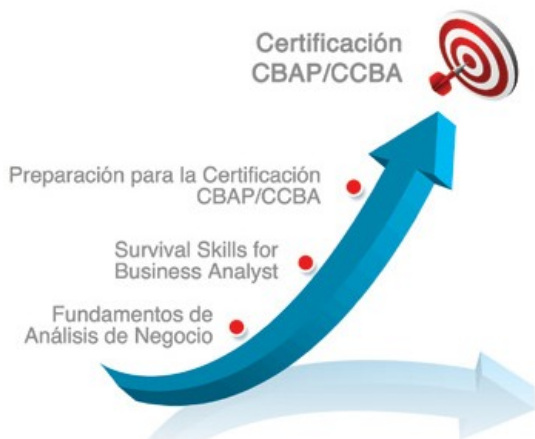 Certificación
CBAP/CCBA
Preparación para la Certificación
CBAP/CCBA
Survival Skills for
Business Analyst
Fundamentos de
Análisis de Negocio